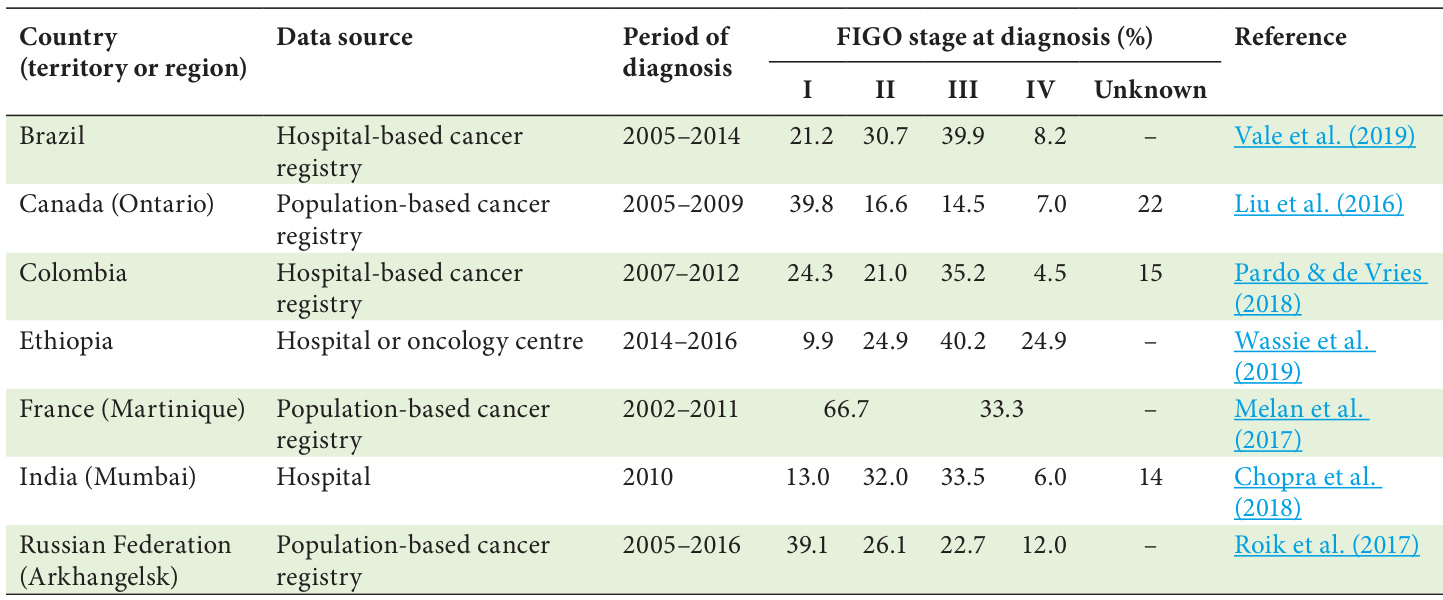 Country Data source Period of FIGO stage at diagnosis (%) Reference
(territory or region) diagnosis
I II III IV Unknown
Brazil Hospital-based cancer 2005–2014 21.2 30.7 39.9 8.2 – Vale et al. (2019)
registry
Canada (Ontario) Population-based cancer 2005–2009 39.8 16.6 14.5 7.0 22 Liu et al. (2016)
registry
Colombia Hospital-based cancer 2007–2012 24.3 21.0 35.2 4.5 15 Pardo & de Vries
registry (2018)
Ethiopia Hospital or oncology centre 2014–2016 9.9 24.9 40.2 24.9 – Wassie et al.
(2019)
France (Martinique) Population-based cancer 2002–2011 66.7 33.3 – Melan et al.
registry (2017)
India (Mumbai) Hospital 2010 13.0 32.0 33.5 6.0 14 Chopra et al.
(2018)
Russian Federation Population-based cancer 2005–2016 39.1 26.1 22.7 12.0 – Roik et al. (2017)
(Arkhangelsk) registry